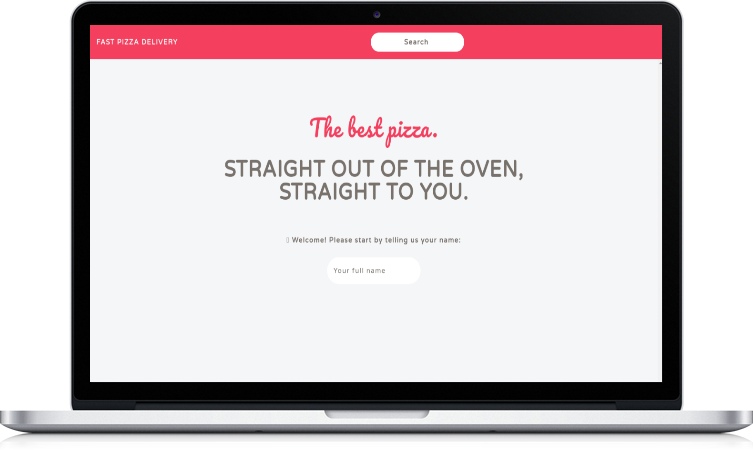 FAST PIZZA DELIVERY
Search
The best pizza.
STRAIGHT OUT OF THE OVEN,
STRAIGHT TO YOU.
Welcome! Please start by telling us your name:
Your full name